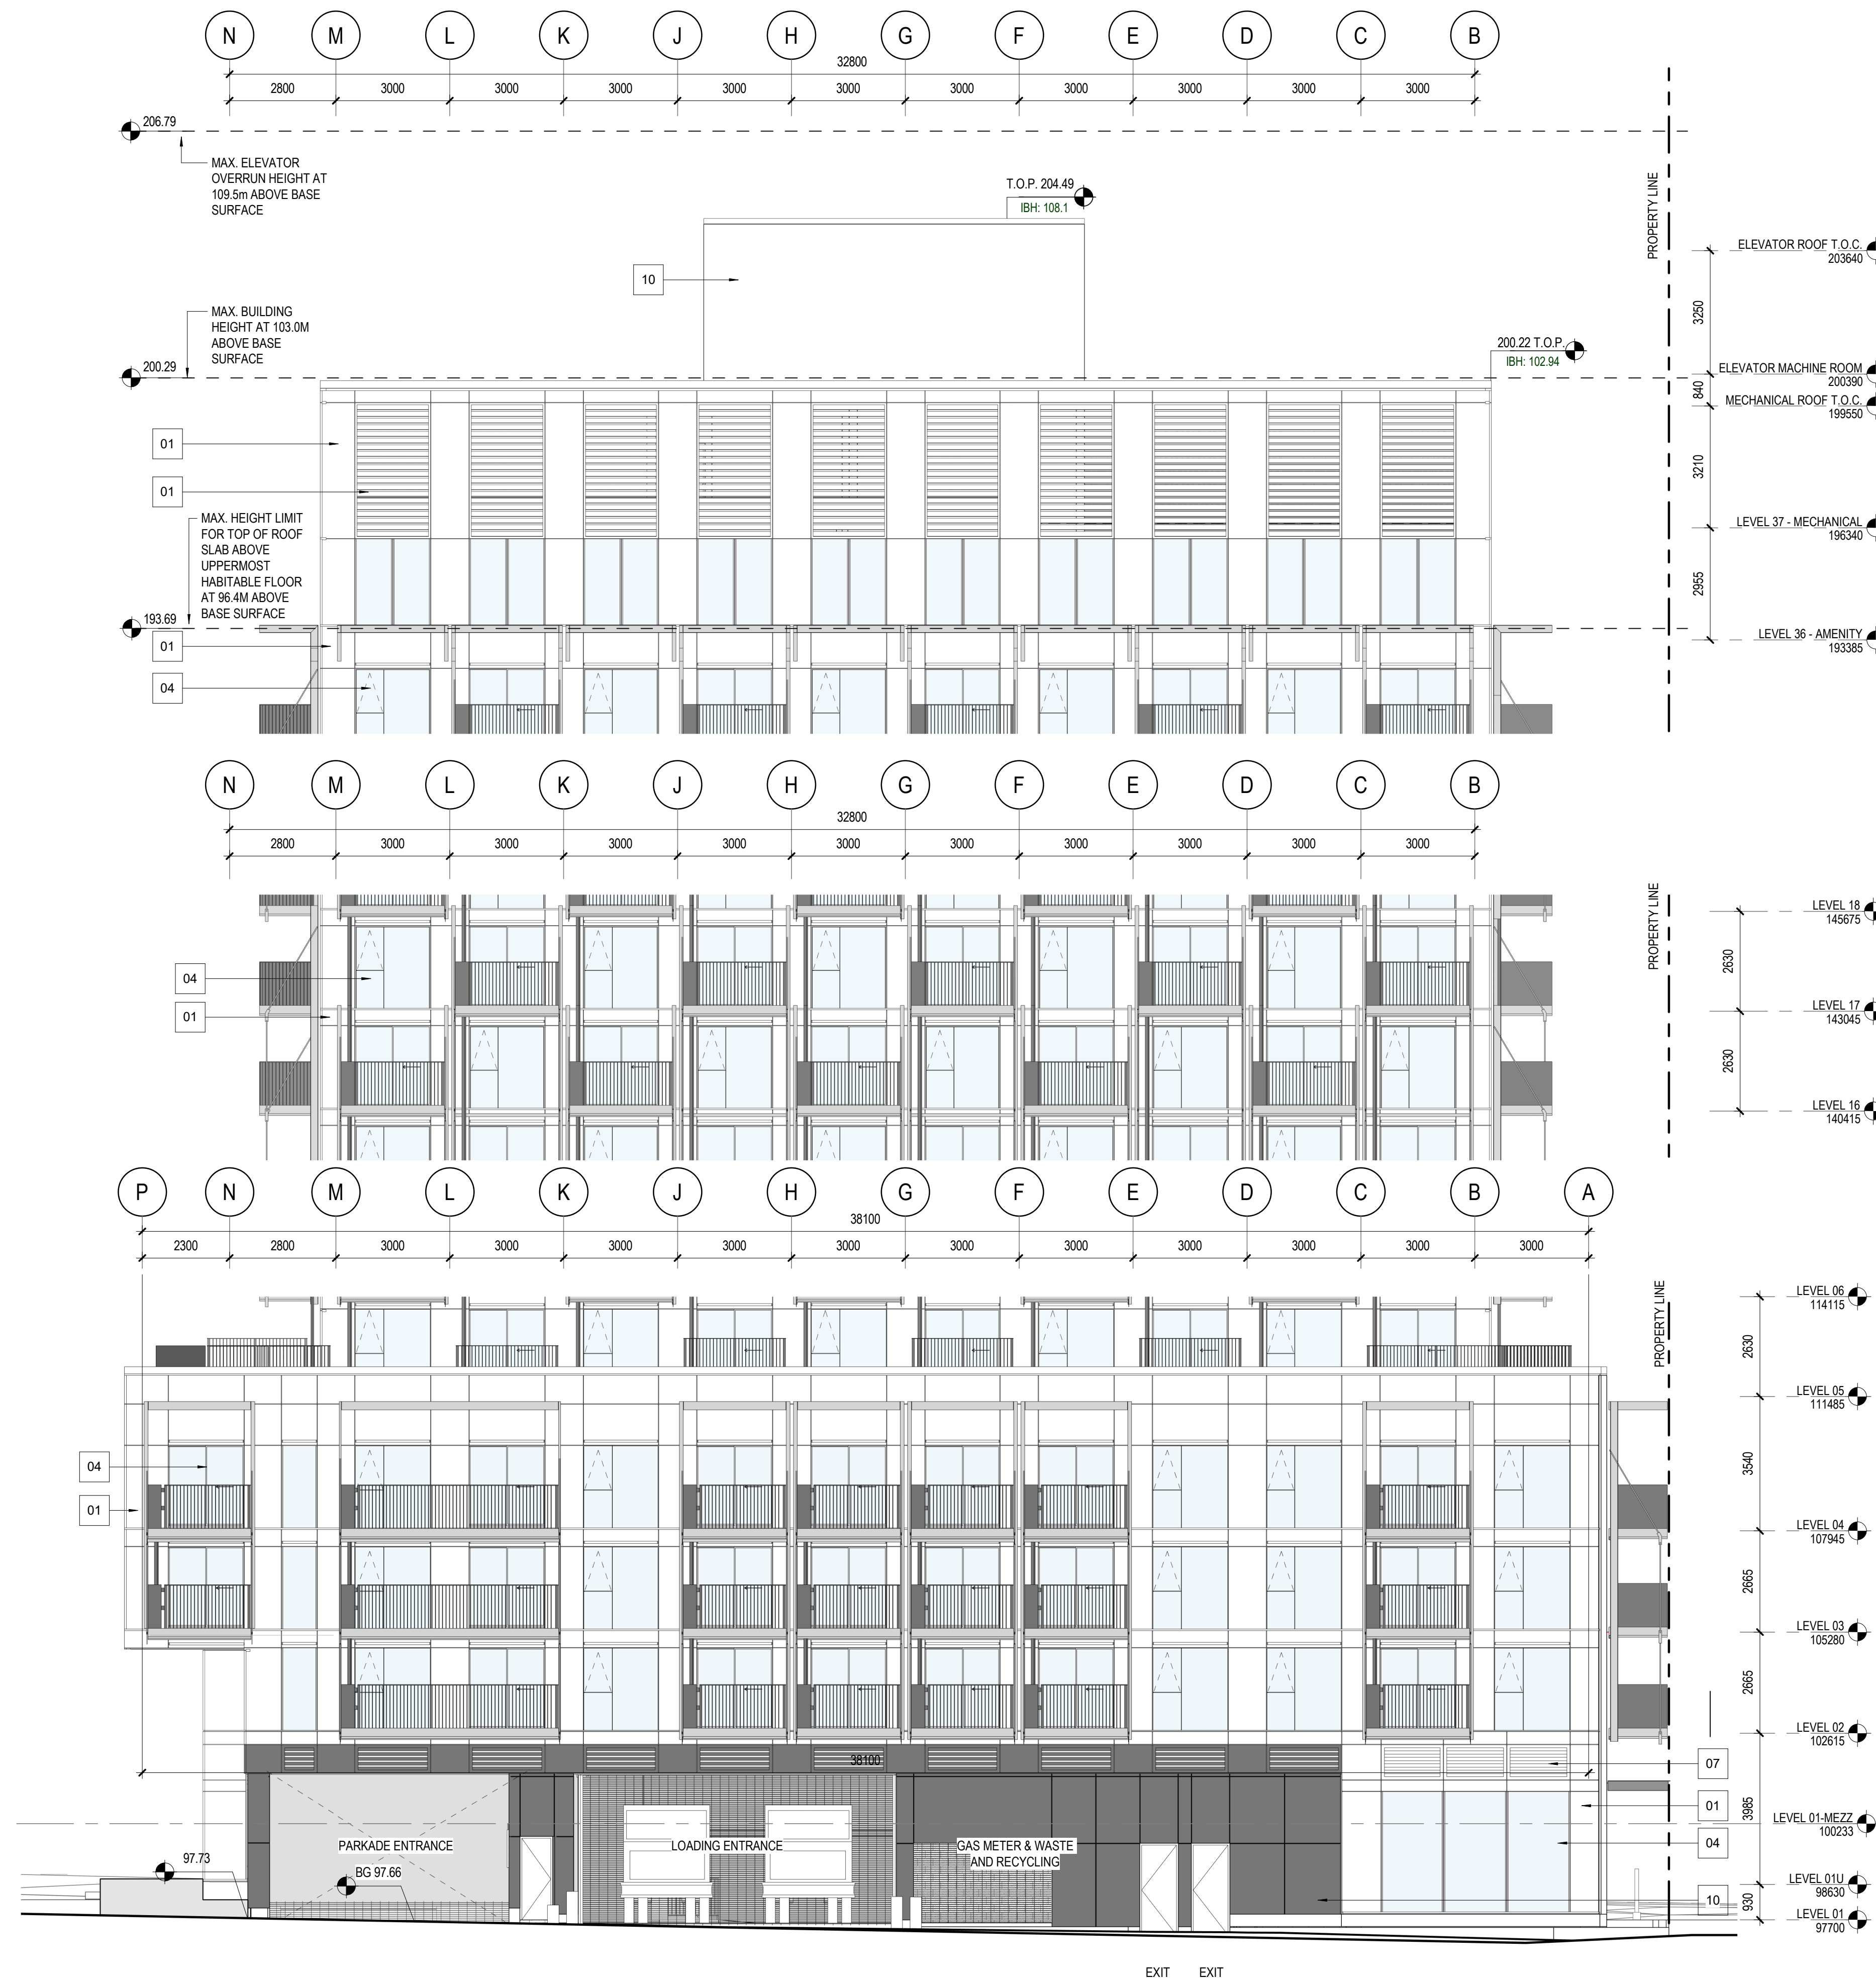 N M L K J H G F E D C B
32800
2800 3000 3000 3000 3000 3000 3000 3000 3000 3000 3000
206.79
MAX. ELEVATOR
OVERRUN HEIGHT AT
109.5m ABOVE BASE
SURFACE
T.O.P. 204.49
IBH: 108.1
PROPERTY LINE
ELEVATOR ROOF T.O.C.
203640
10
3250
MAX. BUILDING
HEIGHT AT 103.0M
ABOVE BASE
SURFACE
200.29
200.22 T.O.P.
IBH: 102.94
ELEVATOR MACHINE ROOM
200390
840
MECHANICAL ROOF T.O.C.
199550
01
3210
01
MAX. HEIGHT LIMIT
FOR TOP OF ROOF
SLAB ABOVE
UPPERMOST
HABITABLE FLOOR
AT 96.4M ABOVE
BASE SURFACE
LEVEL 37 - MECHANICAL
196340
2955
193.69
01
LEVEL 36 - AMENITY
193385
04
N M L K J H G F E D C B
32800
2800 3000 3000 3000 3000 3000 3000 3000 3000 3000 3000
PROPERTY LINE
LEVEL 18
145675
2630
04
01
LEVEL 17
143045
2630
LEVEL 16
140415
P N M L K J H G F E D C B A
38100
2300 2800 3000 3000 3000 3000 3000 3000 3000 3000 3000 3000 3000
PROPERTY LINE
LEVEL 06
114115
2630
LEVEL 05
111485
04
3540
01
LEVEL 04
107945
2665
LEVEL 03
105280
2665
LEVEL 02
102615
38100
07
01
3985
LEVEL 01-MEZZ
100233
PARKADE ENTRANCE
LOADING ENTRANCE
GAS METER & WASTE
AND RECYCLING
04
97.73
BG 97.66
LEVEL 01U
98630
10
930
LEVEL 01
97700
EXIT EXIT